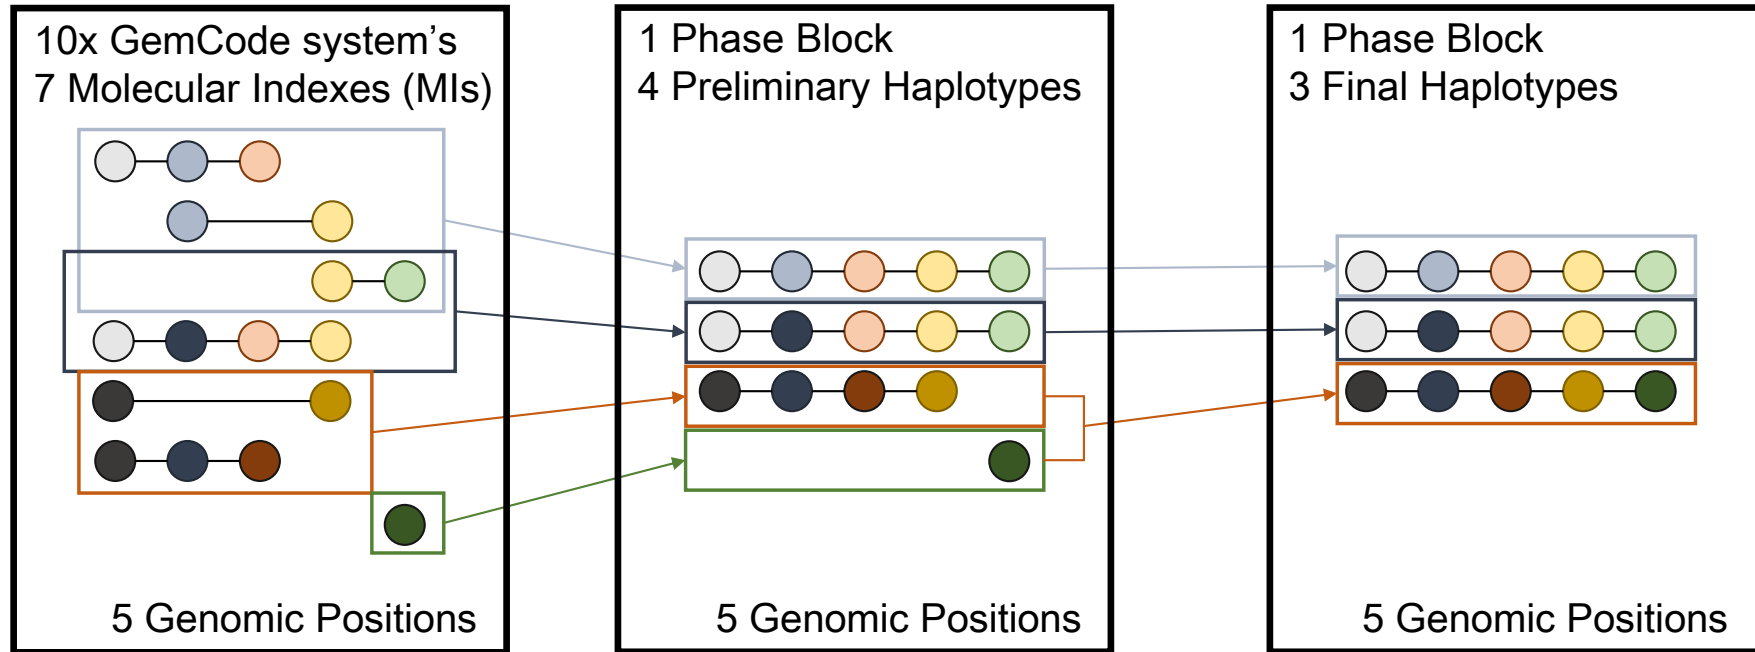 10x GemCode system’s
7 Molecular Indexes (MIs)
5 Genomic Positions
1 Phase Block
4 Preliminary Haplotypes
5 Genomic Positions
1 Phase Block
3 Final Haplotypes
5 Genomic Positions